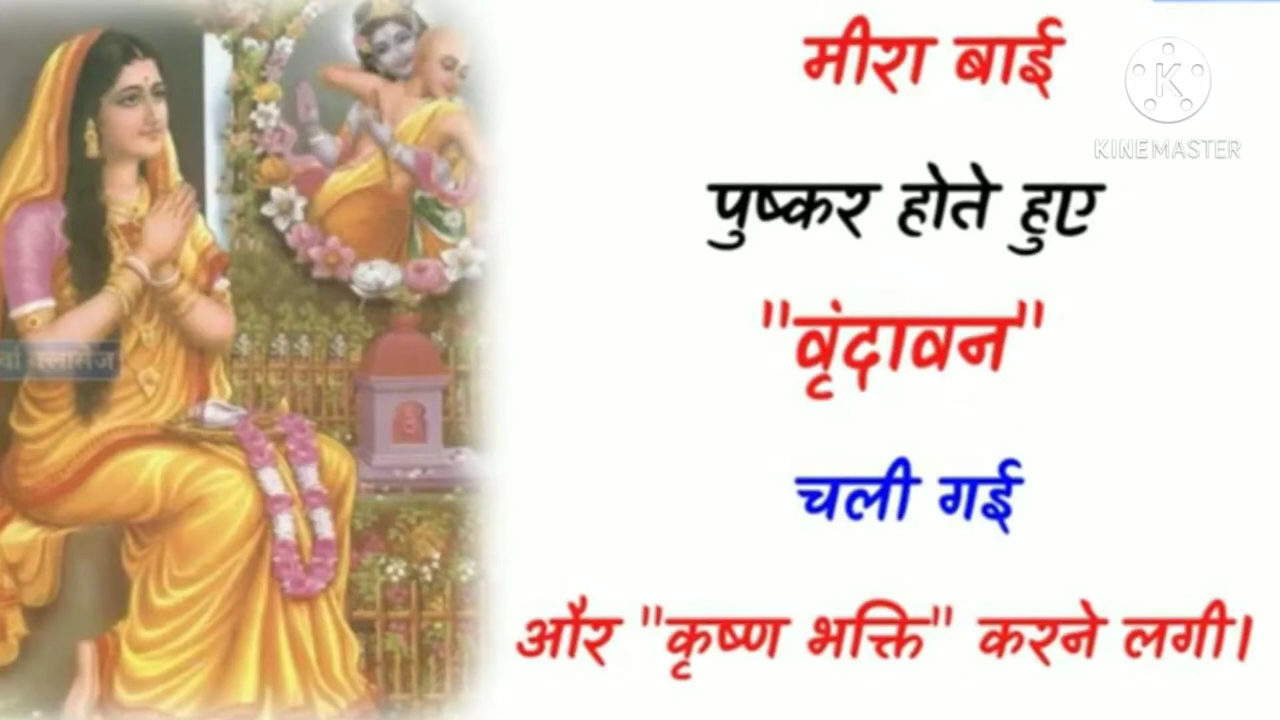 मीरा बाई
पुष्कर होते हुए
"वृंदावन"
चली गई
और "कृष्ण भक्ति" करने लगी।
K
KINEMASTER
क्लासेज